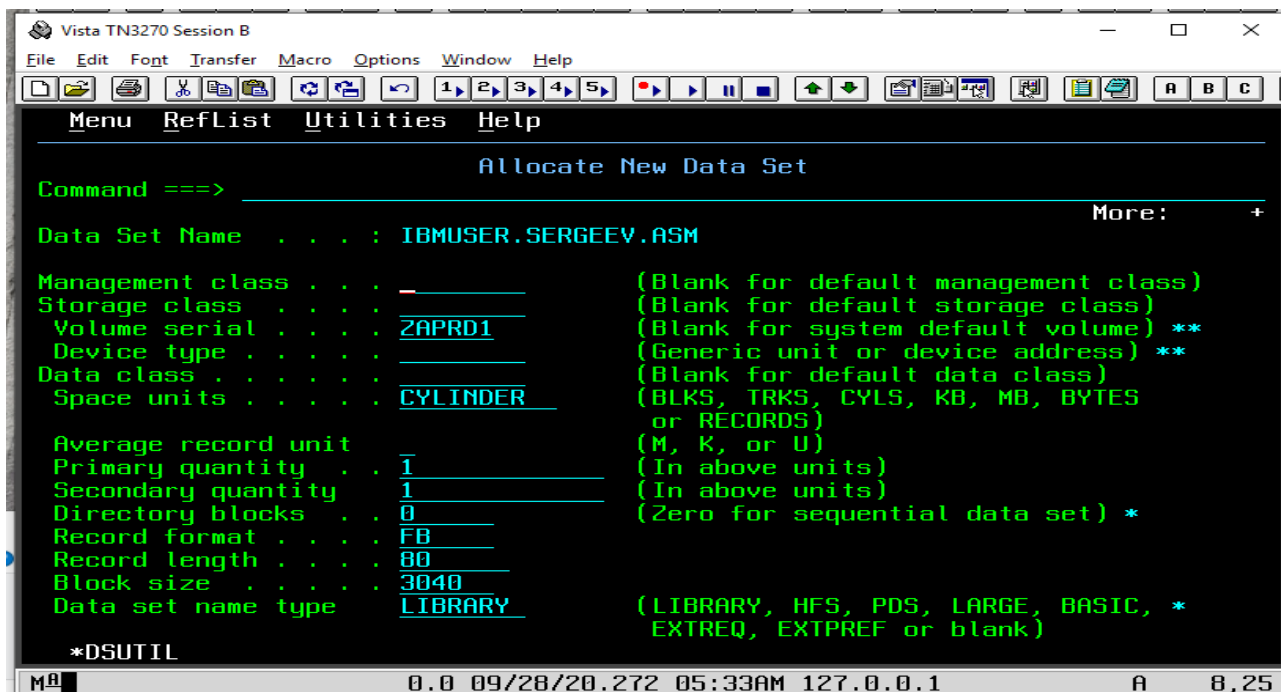 Vista TN3270 Session B
File Edit Font Transfer Macro Options Window Help
1 2 3 4 5 A B C
Menu RefList Utilities Help
Allocate New Data Set
Command ===>
More: +
Data Set Name . . . : IBMUSER.SERGEEV.ASM
Management class . . . (Blank for default management class)
Storage class . . . . (Blank for default storage class)
Volume serial . . . . ZAPRD1 (Blank for system default volume) **
Device type . . . . . (Generic unit or device address) **
Data class . . . . . . (Blank for default data class)
Space units . . . . . CYLINDER (BLKS, TRKS, CYLS, KB, MB, BYTES
or RECORDS)
Average record unit (M, K, or U)
Primary quantity . . 1 (In above units)
Secondary quantity 1 (In above units)
Directory blocks . . 0 (Zero for sequential data set) *
Record format . . . . FB
Record length . . . . 80
Block size . . . . . 3040
Data set name type LIBRARY (LIBRARY, HFS, PDS, LARGE, BASIC, *
EXTREQ, EXTPREF or blank)
*DSUTIL
MA 0.0 09/28/20.272 05:33AM 127.0.0.1 A 8,25